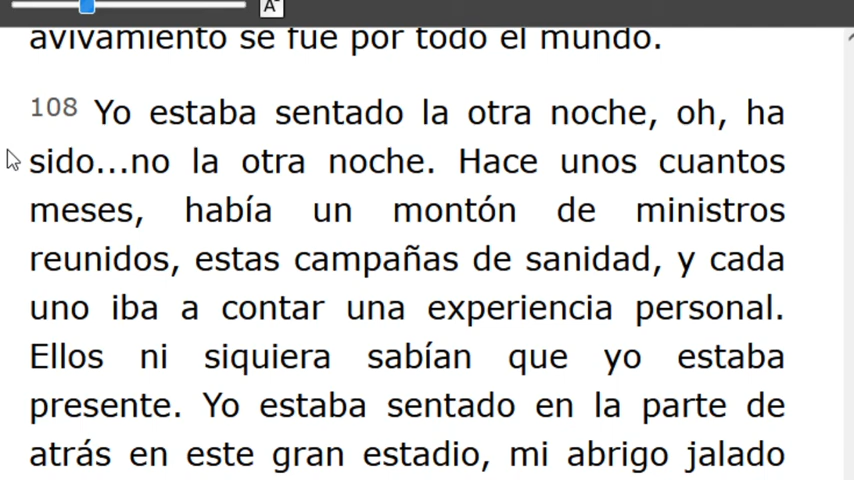 A
avivamiento se fue por todo el mundo.
108 Yo estaba sentado la otra noche, oh, ha
sido...no la otra noche. Hace unos cuantos
meses, había un montón de ministros
reunidos, estas campañas de sanidad, y cada
uno iba a contar una experiencia personal.
Ellos ni siquiera sabían que yo estaba
presente. Yo estaba sentado en la parte de
atrás en este gran estadio, mi abrigo jalado